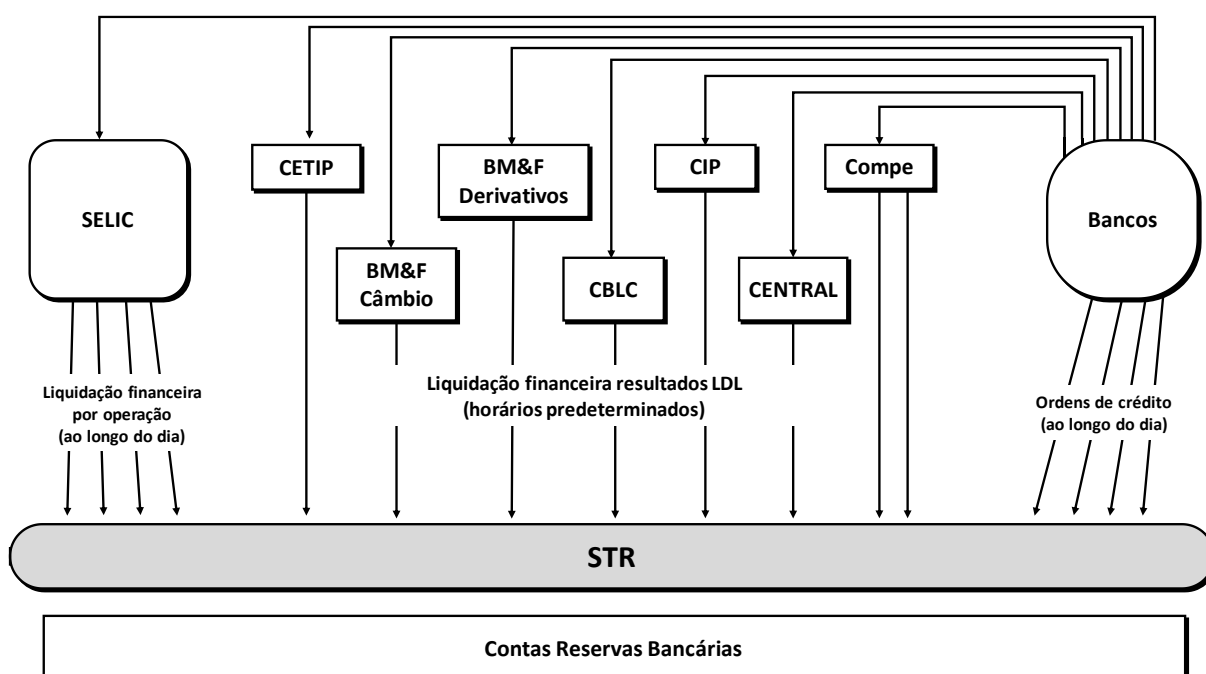 CETIP
BM&F
Derivativos
CIP
Compe
SELIC
Bancos
BM&F
Câmbio
CBLC
CENTRAL
Liquidação financeira
por operação
(ao longo do dia)
Liquidação financeira resultados LDL
(horários predeterminados)
Ordens de crédito
(ao longo do dia)
STR
Contas Reservas Bancárias